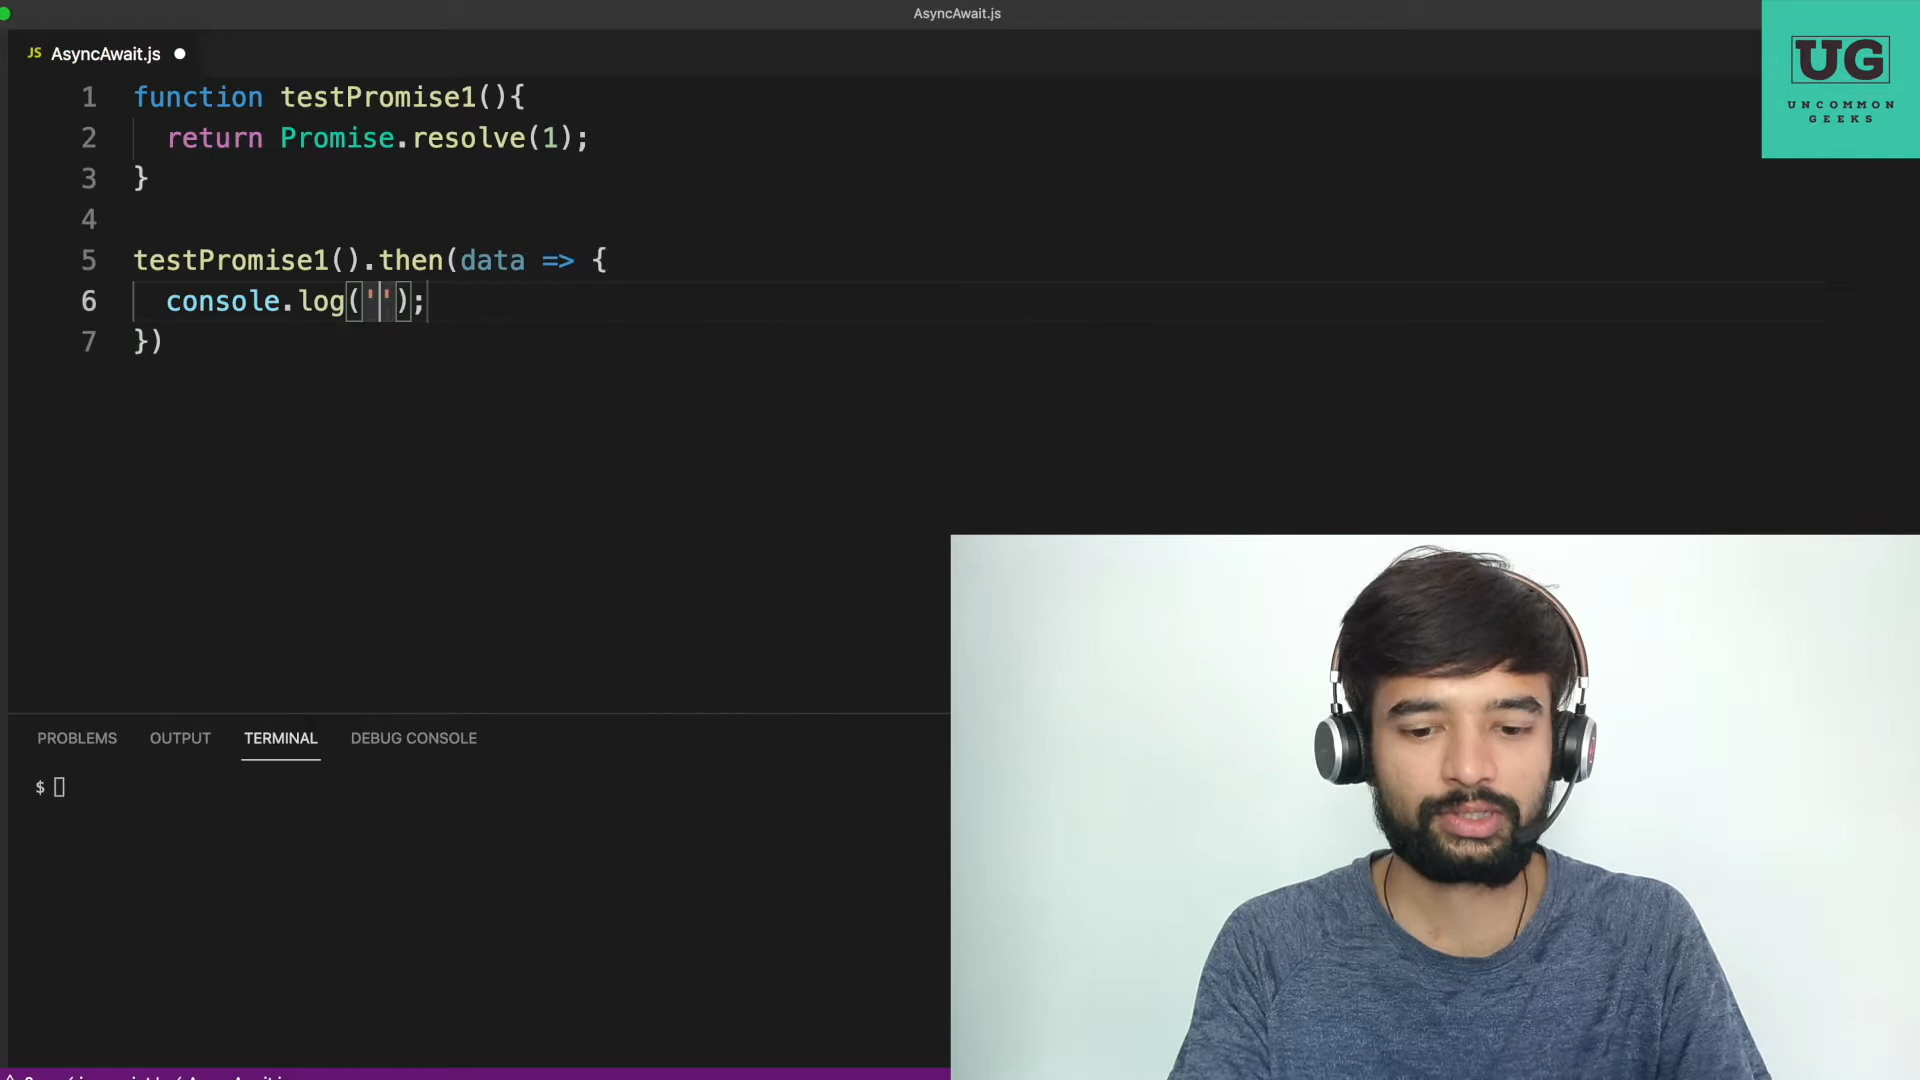 AsyncAwait.js
JS AsyncAwait.js
UG
UNCOMMON
GEEKS
1 function testPromise1(){
2 return Promise.resolve(1);
3 }
4
5 testPromise1().then(data => {
6 console.log('');
7 })
PROBLEMS OUTPUT TERMINAL DEBUG CONSOLE
$